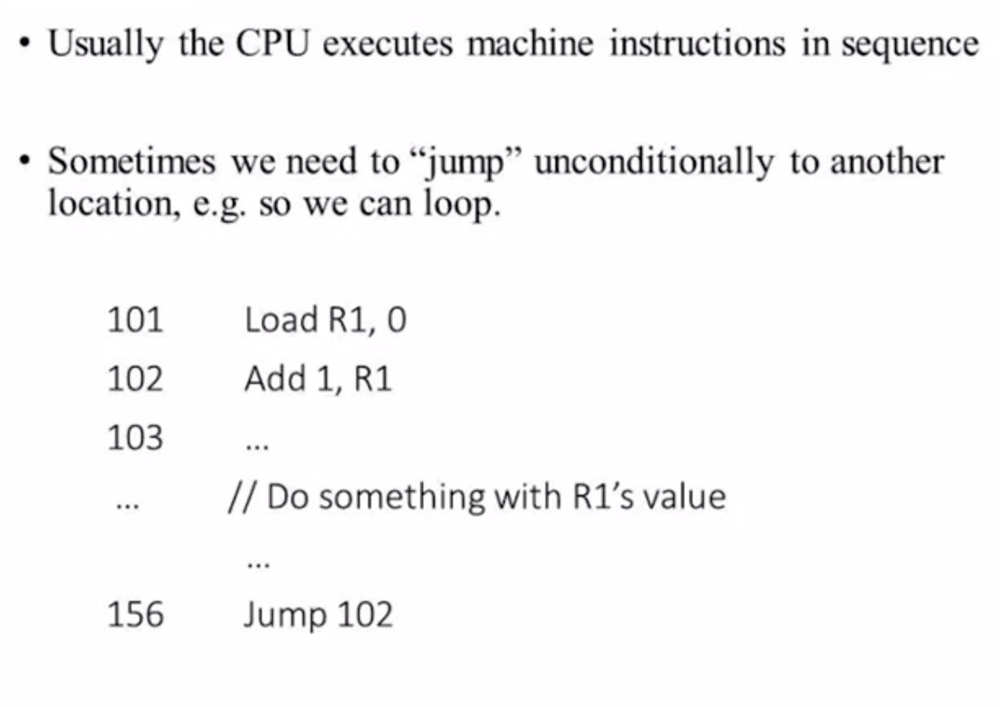 • Usually the CPU executes machine instructions in sequence
• Sometimes we need to “jump” unconditionally to another
location, e.g. so we can loop.
101 Load R1, 0
102 Add 1, R1
103 ...
... // Do something with R1’s value
...
156 Jump 102